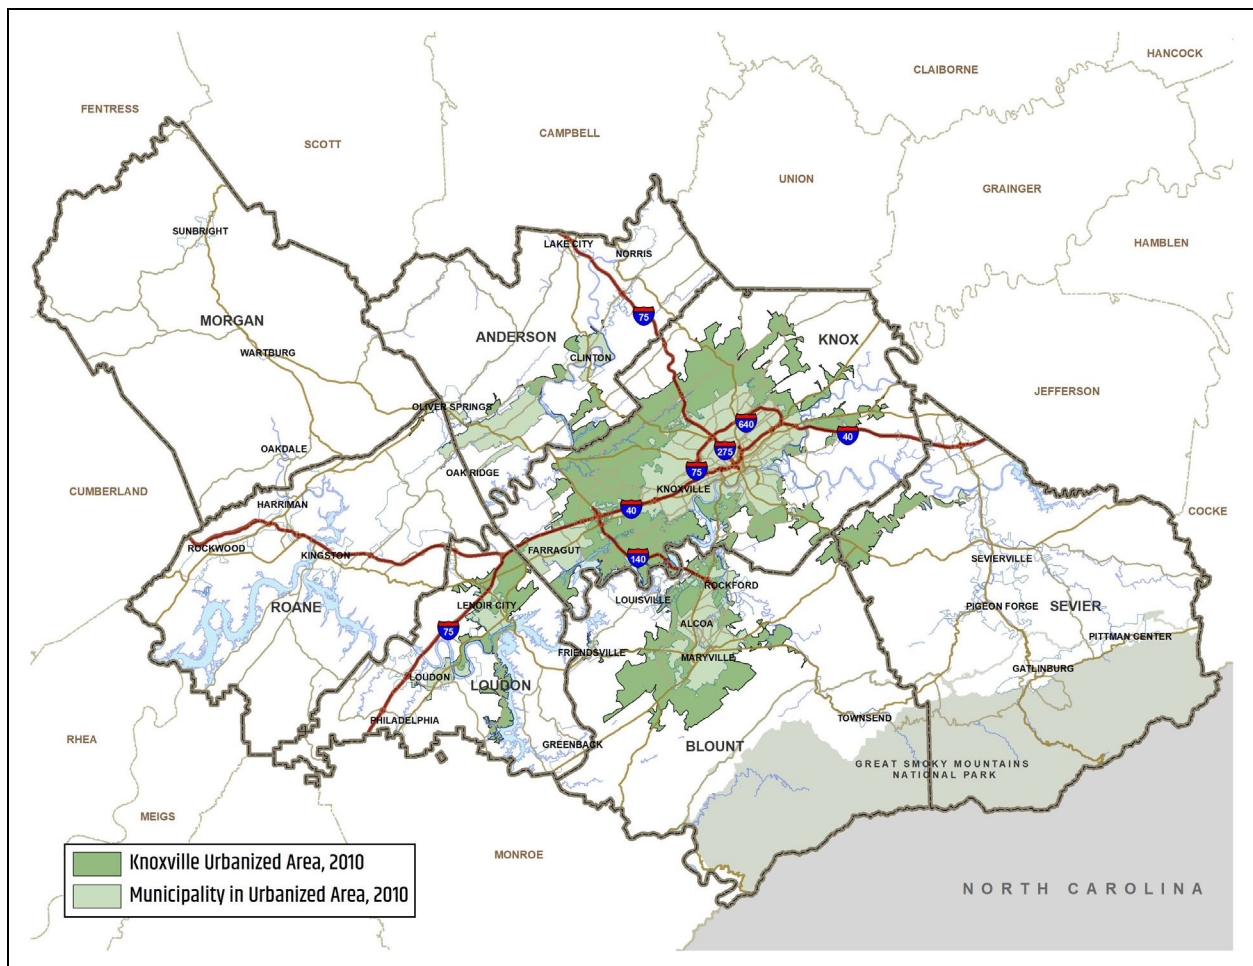 HANCOCK
CLAIBORNE
FENTRESS
CAMPBELL
SCOTT
UNION
GRAINGER
HAMBLEN
SUNBRIGHT
LAKE CITY
NORRIS
75
MORGAN
ANDERSON
KNOX
WARTBURG
CLINTON
JEFFERSON
OLIVER SPRINGS
640
40
OAKDALE
275
OAK RIDGE
75
CUMBERLAND
KNOXVILLE
HARRIMAN
40
COCKE
ROCKWOOD
KINGSTON
FARRAGUT
140
SEVIERVILLE
ROCKFORD
LOUISVILLE
ROANE
LENOIR CITY
PIGEON FORGE
SEVIER
ALCOA
75
PITTMAN CENTER
FRIENDSVILLE
MARYVILLE
GATLINBURG
LOUDON
LOUDON
PHILADELPHIA
TOWNSEND
RHEA
GREENBACK
BLOUNT
GREAT SMOKY MOUNTAINS
NATIONAL PARK
MEIGS
MONROE
Knoxville Urbanized Area, 2010
Municipality in Urbanized Area, 2010
NORTH CAROLINA